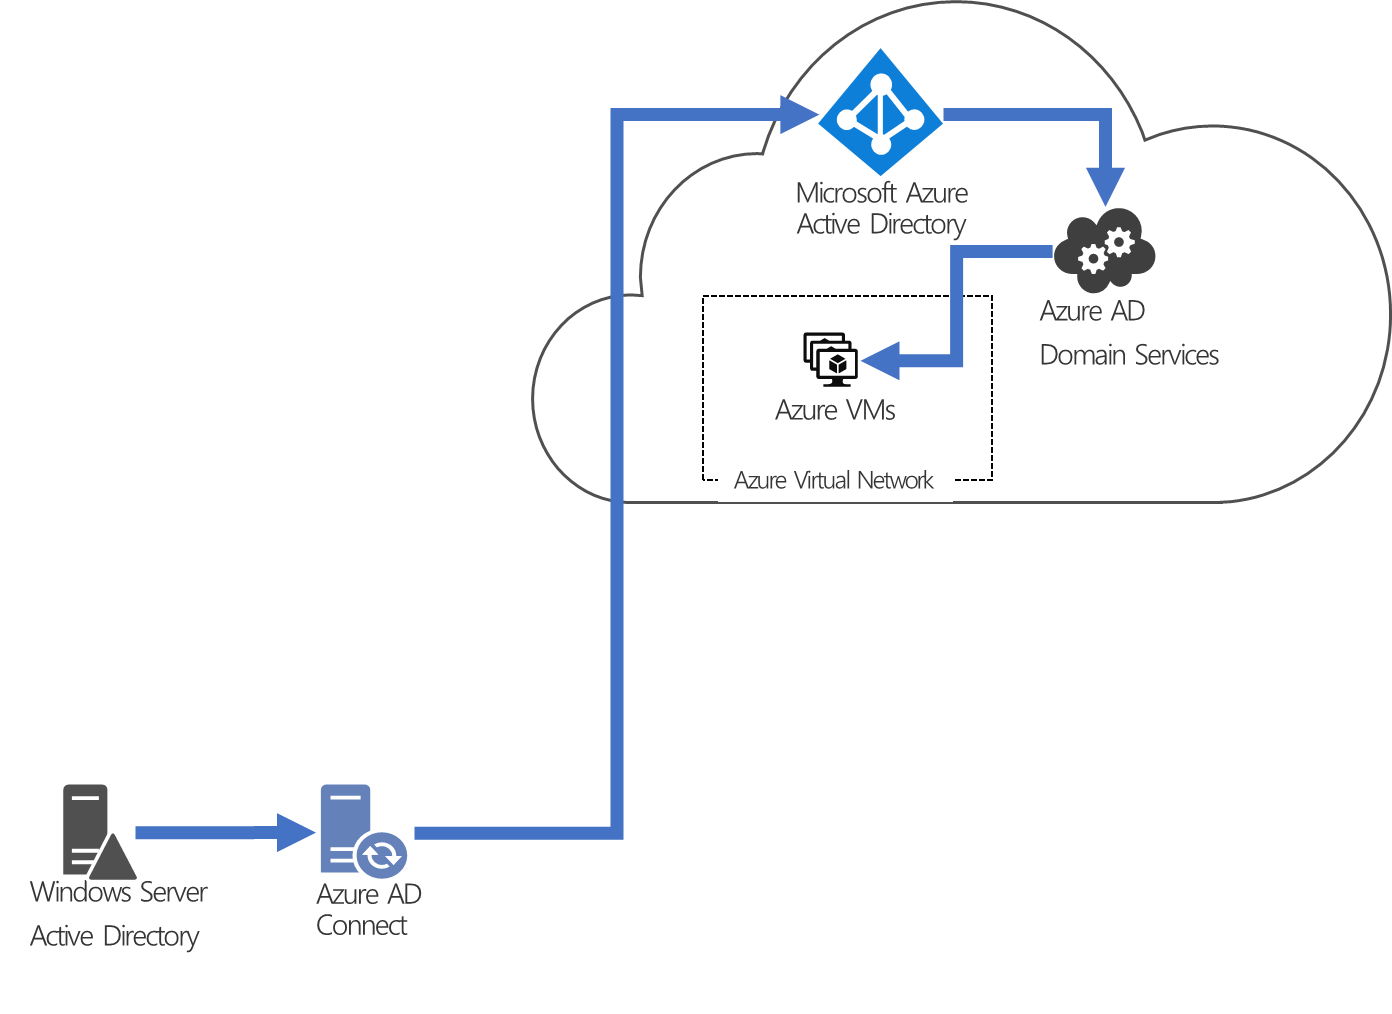 Microsoft Azure
Active Directory
Azure AD
Domain Services
Azure VMs
Azure Virtual Network
Windows Server
Active Directory
Azure AD
Connect